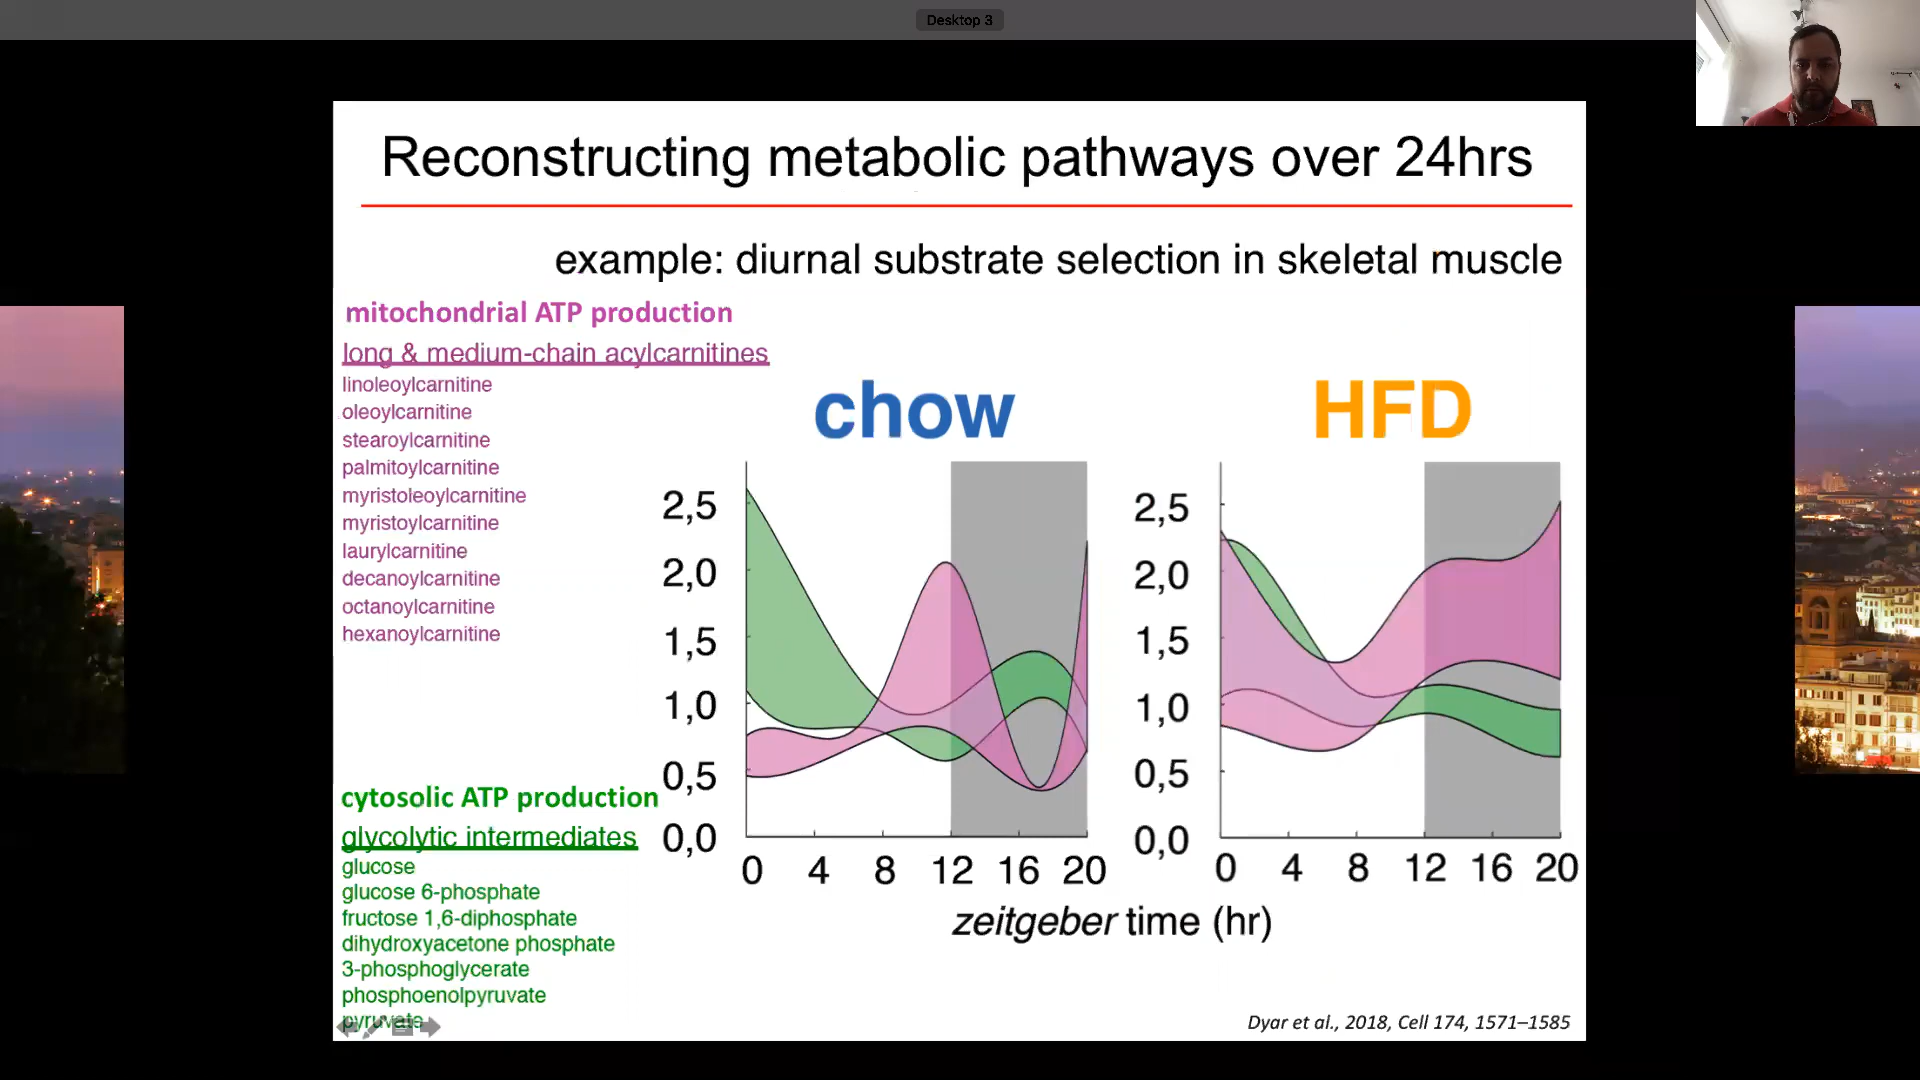 Desktop 3
Reconstructing metabolic pathways over 24hrs
example: diurnal substrate selection in skeletal muscle
mitochondrial ATP production
long & medium-chain acylcarnitines
linoleoylcarnitine
oleoylcarnitine
stearoylcarnitine
palmitoylcarnitine
myristoleoylcarnitine
myristoylcarnitine
laurylcarnitine
decanoylcarnitine
octanoylcarnitine
hexanoylcarnitine
cytosolic ATP production
glycolytic intermediates
glucose
glucose 6-phosphate
fructose 1,6-diphosphate
dihydroxyacetone phosphate
3-phosphoglycerate
phosphoenolpyruvate
pyruvate
chow
2,5
2,0
1,5
1,0
0,5
0,0
0 4 8 12 16 20
HFD
2,5
2,0
1,5
1,0
0,5
0,0
0 4 8 12 16 20
zeitgeber time (hr)
Dyar et al., 2018, Cell 174, 1571–1585